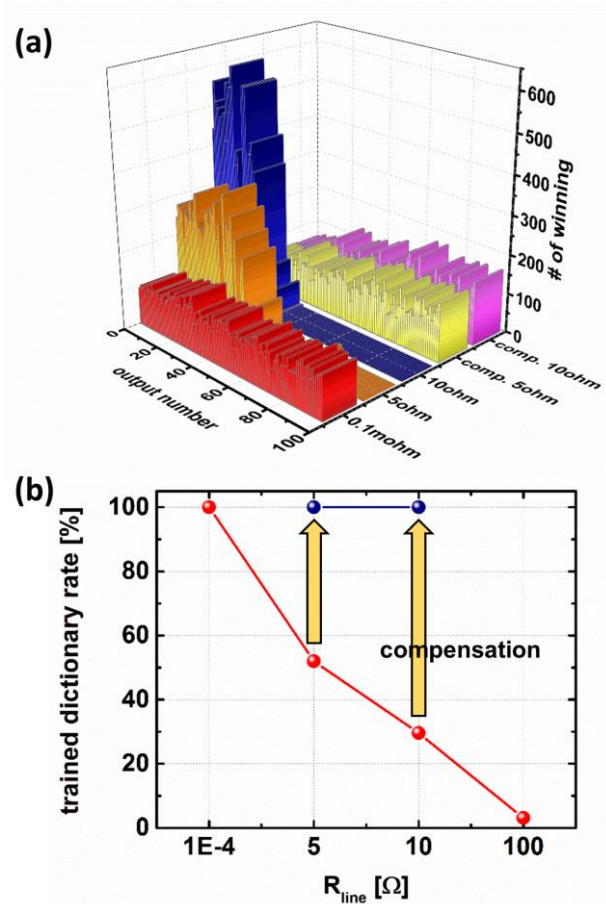 (a)
600
500
400
300
200
100
0
# of winning
0
20
40
60
80
100
output number
0.1mohm
5ohm
10ohm
comp. 5ohm
comp. 10ohm
(b)
100
80
60
40
20
0
trained dictionary rate [%]
compensation
1E-4
5
10
100
R_line [Ω]